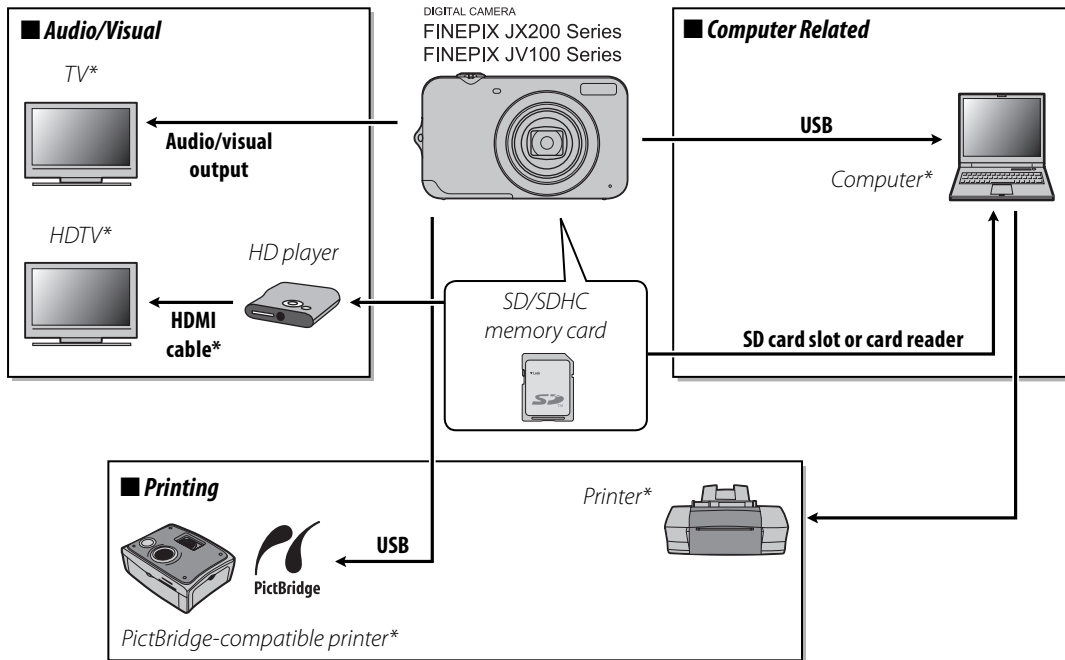 DIGITAL CAMERA
FINEPIX JX200 Series
FINEPIX JV100 Series
■ Audio/Visual
TV*
Audio/visual
output
HDTV*
HD player
HDMI
cable*
■ Computer Related
USB
Computer*
SD/SDHC
memory card
SD card slot or card reader
■ Printing
Printer*
USB
PictBridge
PictBridge-compatible printer*